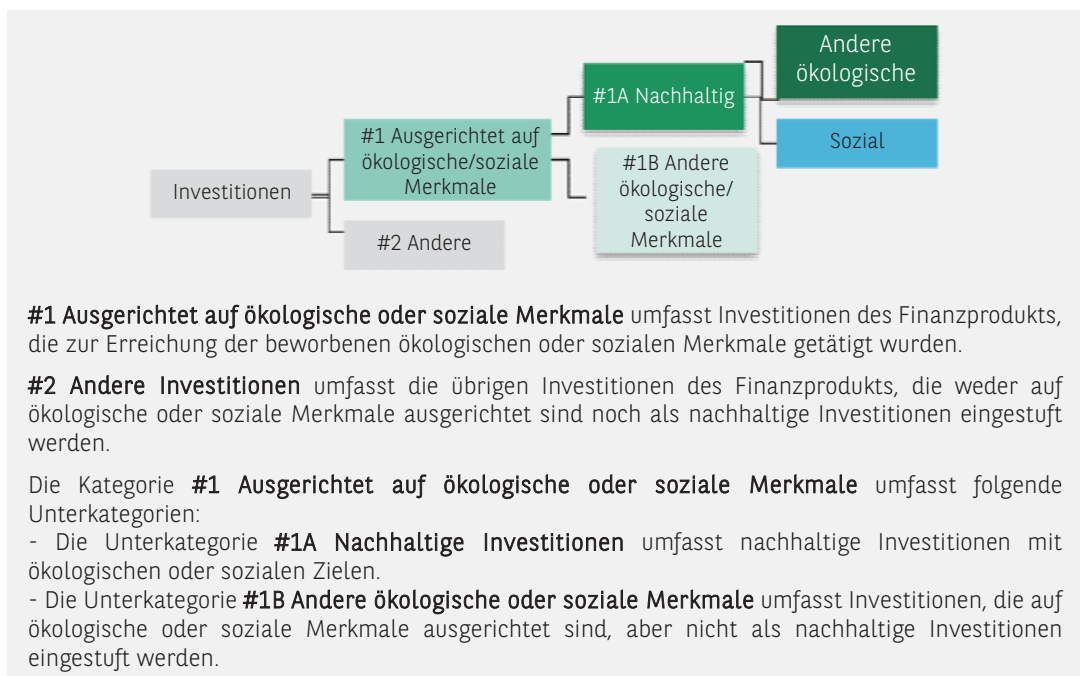 Andere
ökologische
#1A Nachhaltig
Sozial
#1 Ausgerichtet auf
ökologische/soziale
Merkmale
#1B Andere
ökologische/
soziale
Merkmale
Investitionen
#2 Andere
#1 Ausgerichtet auf ökologische oder soziale Merkmale umfasst Investitionen des Finanzprodukts,
die zur Erreichung der beworbenen ökologischen oder sozialen Merkmale getätigt wurden.
#2 Andere Investitionen umfasst die übrigen Investitionen des Finanzprodukts, die weder auf
ökologische oder soziale Merkmale ausgerichtet sind noch als nachhaltige Investitionen eingestuft
werden.
Die Kategorie #1 Ausgerichtet auf ökologische oder soziale Merkmale umfasst folgende
Unterkategorien:
- Die Unterkategorie #1A Nachhaltige Investitionen umfasst nachhaltige Investitionen mit
ökologischen oder sozialen Zielen.
- Die Unterkategorie #1B Andere ökologische oder soziale Merkmale umfasst Investitionen, die auf
ökologische oder soziale Merkmale ausgerichtet sind, aber nicht als nachhaltige Investitionen
eingestuft werden.